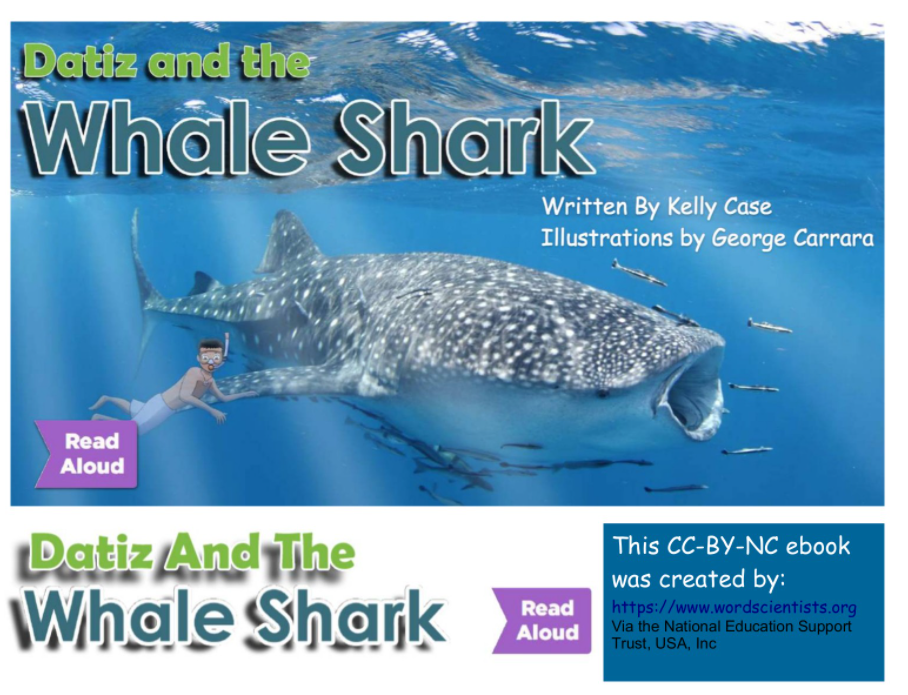 Datiz and the
Whale Shark
Written By Kelly Case
Illustrations by George Carrara
Read
Aloud
Datiz And The
Whale Shark
Read
Aloud
This CC-BY-NC ebook
was created by:
https://www.wordscientists.org
Via the National Education Support
Trust, USA, Inc